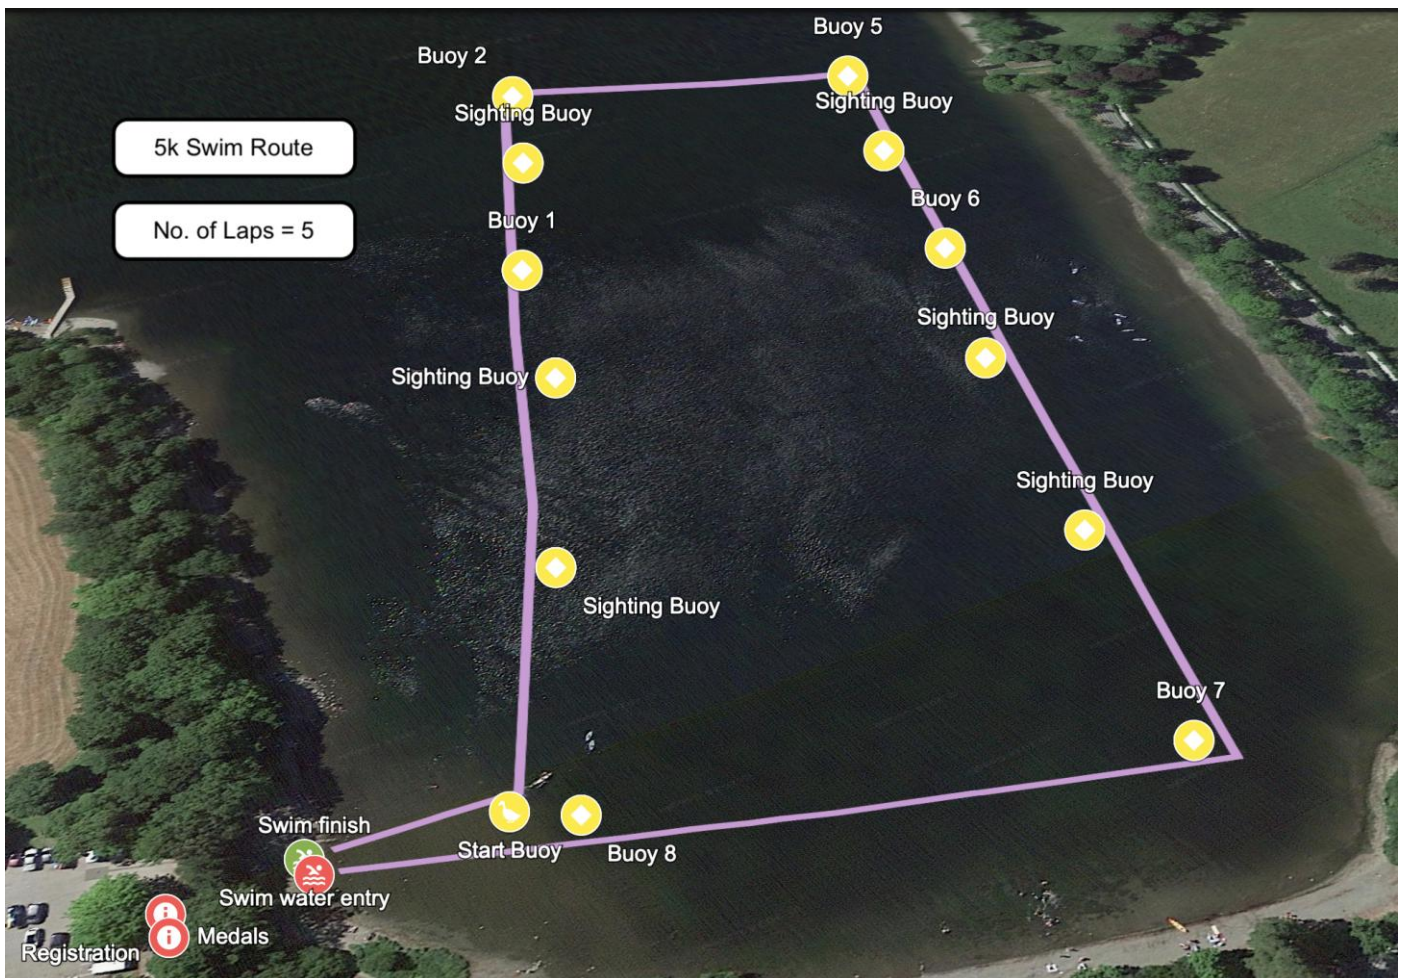 Buoy 5
Buoy 2
Sighting Buoy
Sighting Buoy
5k Swim Route
Buoy 6
Buoy 1
No. of Laps = 5
Sighting Buoy
Sighting Buoy
Sighting Buoy
Sighting Buoy
Buoy 7
Swim finish
Start Buoy
Buoy 8
Swim water entry
Medals
Registration